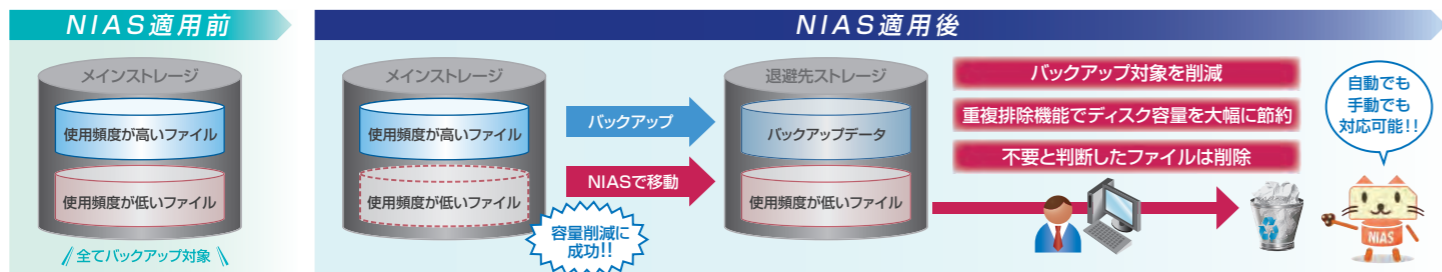 NIAS適用前
メインストレージ
使用頻度が高いファイル
使用頻度が低いファイル
全てバックアップ対象
NIAS適用後
メインストレージ
使用頻度が高いファイル
使用頻度が低いファイル
容量削減に
成功!!
バックアップ
NIASで移動
退避先ストレージ
バックアップデータ
使用頻度が低いファイル
バックアップ対象を削減
重複排除機能でディスク容量を大幅に節約
不要と判断したファイルは削除
自動でも
手動でも
対応可能!!
NIAS